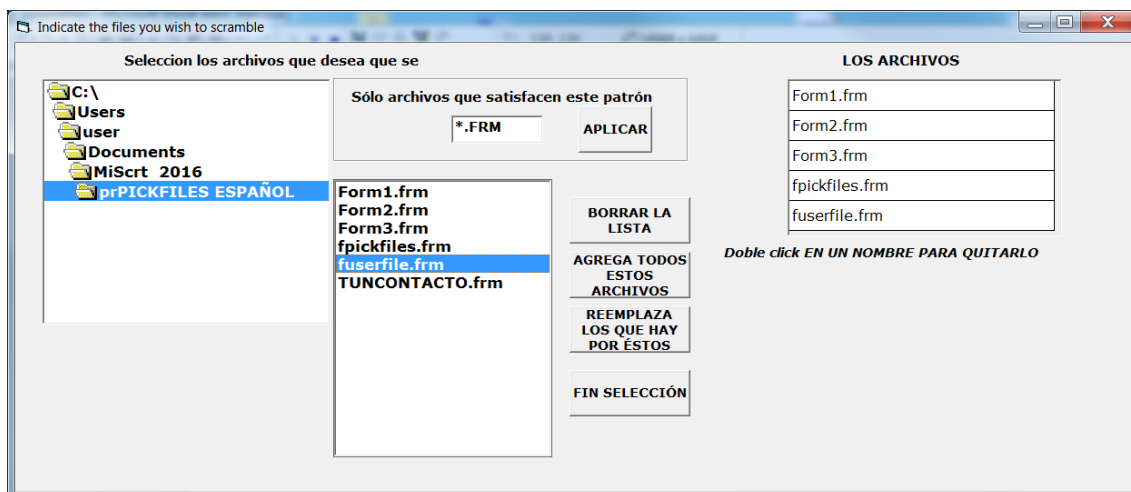 Indicate the files you wish to scramble
Seleccion los archivos que desea que se
C:\
Users
user
Documents
MiScrt 2016
prPICKFILES ESPAÑOL
Sólo archivos que satisfacen este patrón
*.FRM
APLICAR
Form1.frm
Form2.frm
Form3.frm
fpickfiles.frm
fuserfile.frm
TUNCONTACTO.frm
BORRAR LA
LISTA
AGREGA TODOS
ESTOS
ARCHIVOS
REEMPLAZA
LOS QUE HAY
POR ÉSTOS
FIN SELECCIÓN
LOS ARCHIVOS
Form1.frm
Form2.frm
Form3.frm
fpickfiles.frm
fuserfile.frm
Doble click EN UN NOMBRE PARA QUITARLO